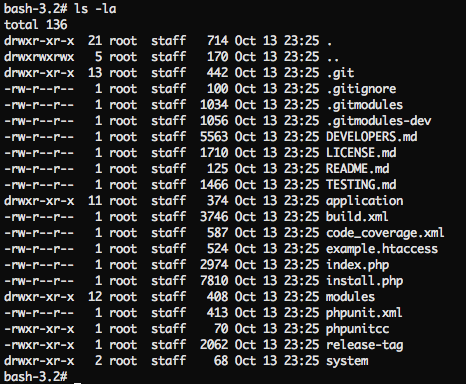 bash-3.2# ls -la
total 136
drwxr-xr-x  21 root  staff   714 Oct 13 23:25 .
drwxrwxrwx   5 root  staff   170 Oct 13 23:25 ..
drwxr-xr-x  13 root  staff   442 Oct 13 23:25 .git
-rw-r--r--   1 root  staff   100 Oct 13 23:25 .gitignore
-rw-r--r--   1 root  staff  1034 Oct 13 23:25 .gitmodules
-rw-r--r--   1 root  staff  1056 Oct 13 23:25 .gitmodules-dev
-rw-r--r--   1 root  staff  5563 Oct 13 23:25 DEVELOPERS.md
-rw-r--r--   1 root  staff  1710 Oct 13 23:25 LICENSE.md
-rw-r--r--   1 root  staff   125 Oct 13 23:25 README.md
-rw-r--r--   1 root  staff  1466 Oct 13 23:25 TESTING.md
drwxr-xr-x  11 root  staff   374 Oct 13 23:25 application
-rw-r--r--   1 root  staff  3746 Oct 13 23:25 build.xml
-rw-r--r--   1 root  staff   587 Oct 13 23:25 code_coverage.xml
-rw-r--r--   1 root  staff   524 Oct 13 23:25 example.htaccess
-rw-r--r--   1 root  staff  2974 Oct 13 23:25 index.php
-rw-r--r--   1 root  staff  7810 Oct 13 23:25 install.php
drwxr-xr-x  12 root  staff   408 Oct 13 23:25 modules
-rw-r--r--   1 root  staff   413 Oct 13 23:25 phpunit.xml
-rwxr-xr-x   1 root  staff    70 Oct 13 23:25 phpunitcc
-rwxr-xr-x   1 root  staff  2062 Oct 13 23:25 release-tag
drwxr-xr-x   2 root  staff    68 Oct 13 23:25 system
bash-3.2#